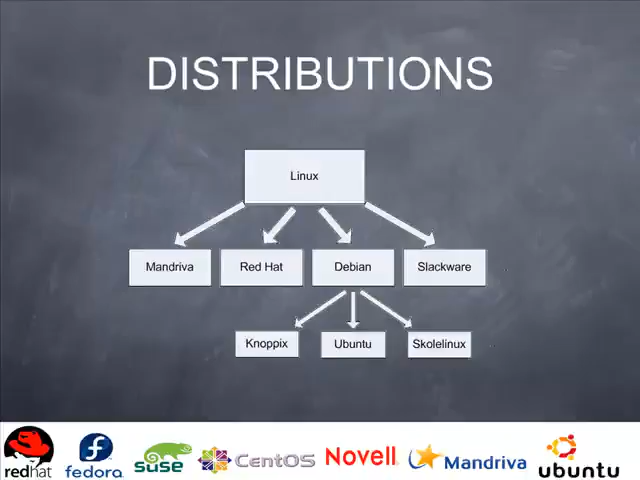 DISTRIBUTIONS
Linux
Mandriva Red Hat Debian Slackware
Knoppix Ubuntu Skolelinux
redhat fedora SUSE CentOS Novell Mandriva ubuntu